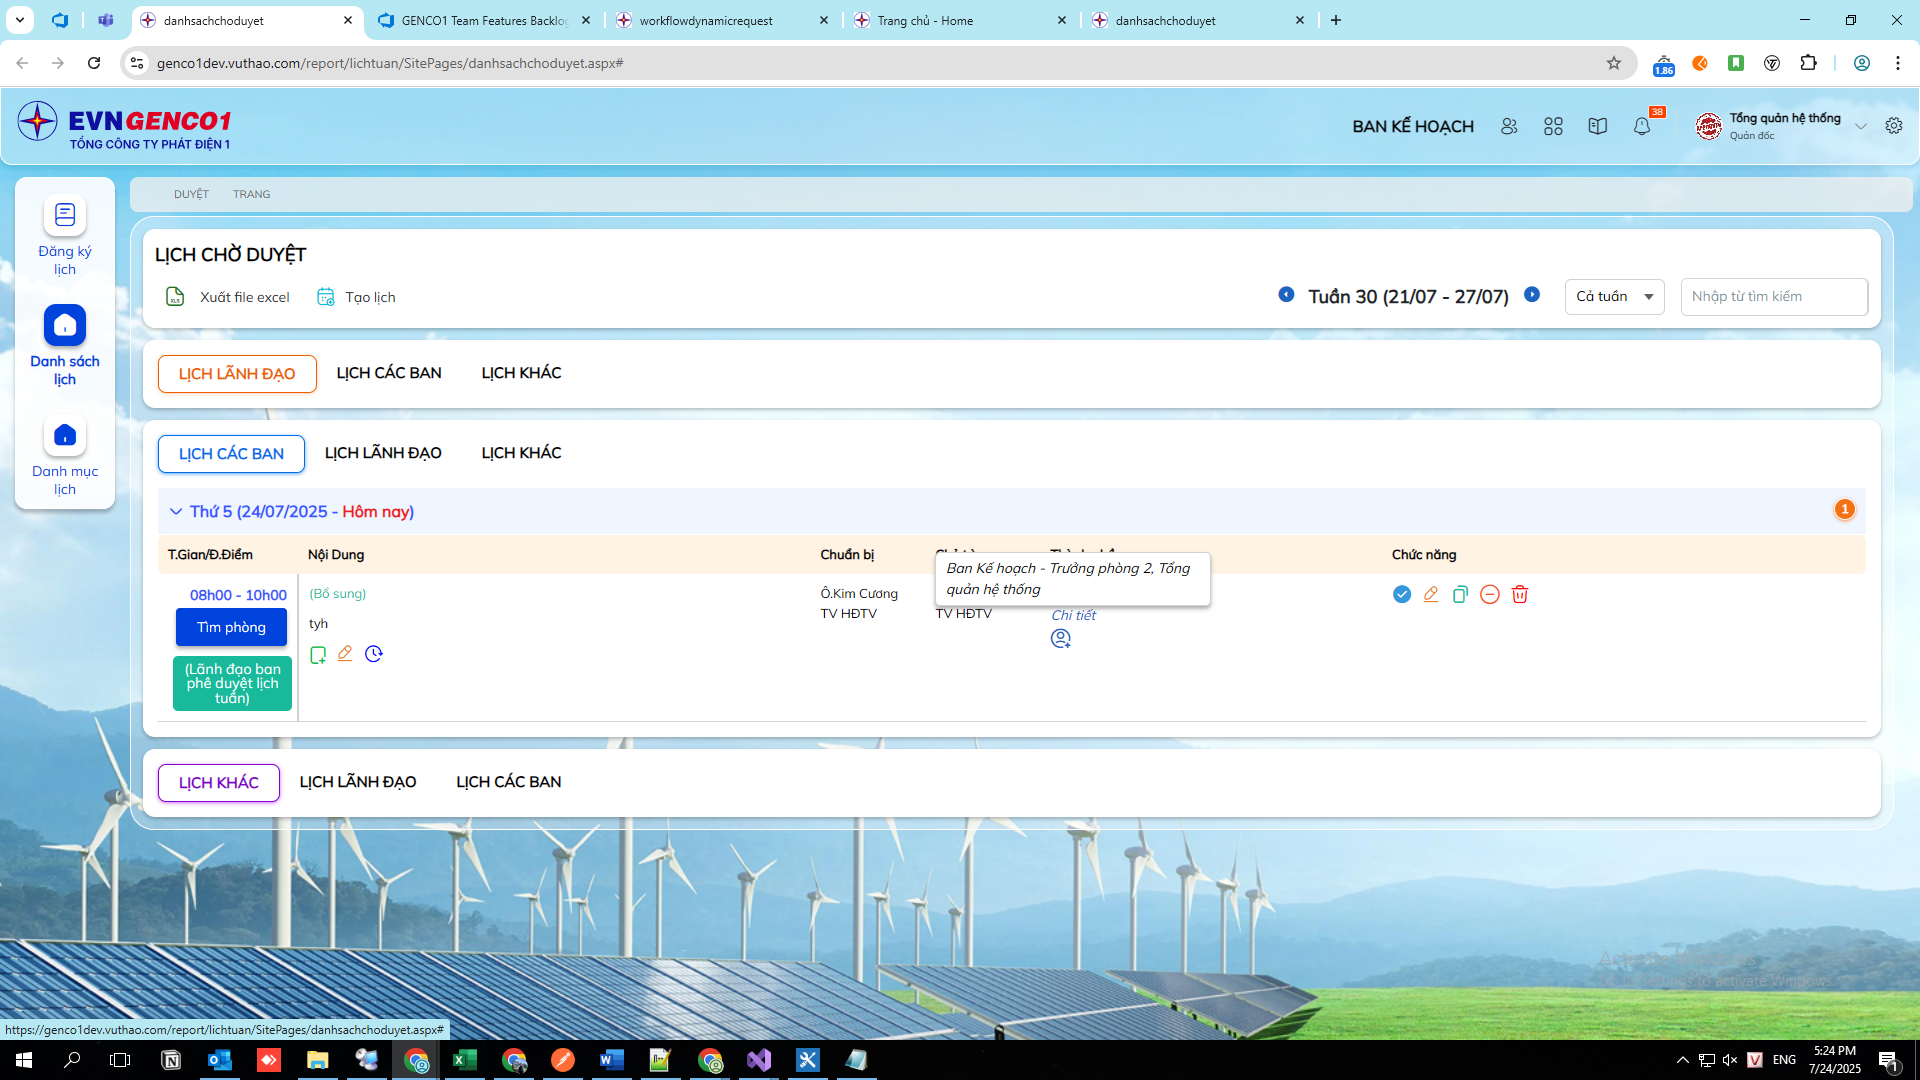 danhsachchoduyet
GENCO1 Team Features Backlog
workflowdynamicrequest
Trang chủ - Home
danhsachchoduyet
genco1dev.vuthao.com/report/lichtuan/SitePages/danhsachchoduyet.aspx#
1.86
EVNGENCO1
TỔNG CÔNG TY PHÁT ĐIỆN 1
BAN KẾ HOẠCH
38
Tổng quản hệ thống
Quản đốc
Đăng ký
lịch
Danh sách
lịch
Danh mục
lịch
DUYỆT TRANG
LỊCH CHỜ DUYỆT
Xuất file excel
Tạo lịch
Tuần 30 (21/07 - 27/07)
Cả tuần
Nhập từ tìm kiếm
LỊCH LÃNH ĐẠO LỊCH CÁC BAN LỊCH KHÁC
LỊCH CÁC BAN LỊCH LÃNH ĐẠO LỊCH KHÁC
Thứ 5 (24/07/2025 - Hôm nay)
1
T.Gian/Đ.Điểm Nội Dung Chuẩn bị Chức năng
Ban Kế hoạch - Trưởng phòng 2, Tổng
quản hệ thống
08h00 - 10h00
Tìm phòng
(Lãnh đạo ban
phê duyệt lịch
tuần)
(Bổ sung)
tyh
Ô.Kim Cương
TV HĐTV
TV HĐTV
Chi tiết
LỊCH KHÁC LỊCH LÃNH ĐẠO LỊCH CÁC BAN
https://genco1dev.vuthao.com/report/lichtuan/SitePages/danhsachchoduyet.aspx#
ENG
5:24 PM
7/24/2025
1